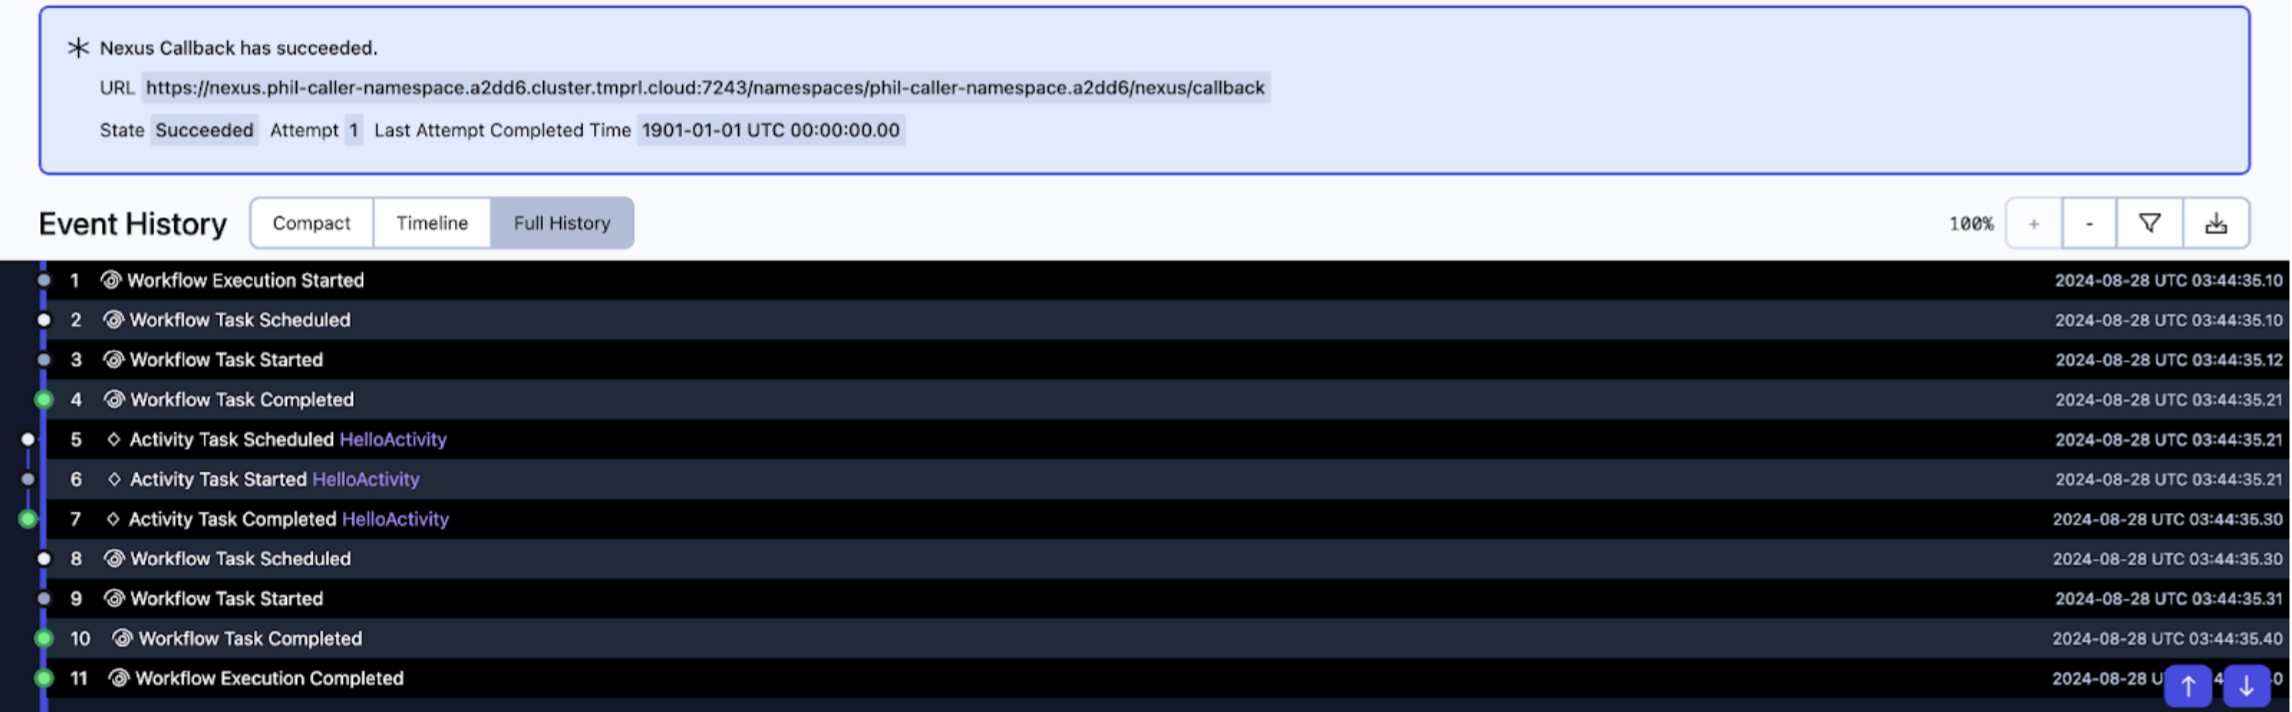 Nexus Callback has succeeded.
URL https://nexus.phil-caller-namespace.a2dd6.cluster.tmprl.cloud:7243/namespaces/phil-caller-namespace.a2dd6/nexus/callback
State Succeeded Attempt 1 Last Attempt Completed Time 1901-01-01 UTC 00:00:00.00
Event History Compact Timeline Full History 100% + -
1 Workflow Execution Started 2024-08-28 UTC 03:44:35.10
2 Workflow Task Scheduled 2024-08-28 UTC 03:44:35.10
3 Workflow Task Started 2024-08-28 UTC 03:44:35.12
4 Workflow Task Completed 2024-08-28 UTC 03:44:35.21
5 Activity Task Scheduled HelloActivity 2024-08-28 UTC 03:44:35.21
6 Activity Task Started HelloActivity 2024-08-28 UTC 03:44:35.21
7 Activity Task Completed HelloActivity 2024-08-28 UTC 03:44:35.30
8 Workflow Task Scheduled 2024-08-28 UTC 03:44:35.30
9 Workflow Task Started 2024-08-28 UTC 03:44:35.31
10 Workflow Task Completed 2024-08-28 UTC 03:44:35.40
11 Workflow Execution Completed 2024-08-28